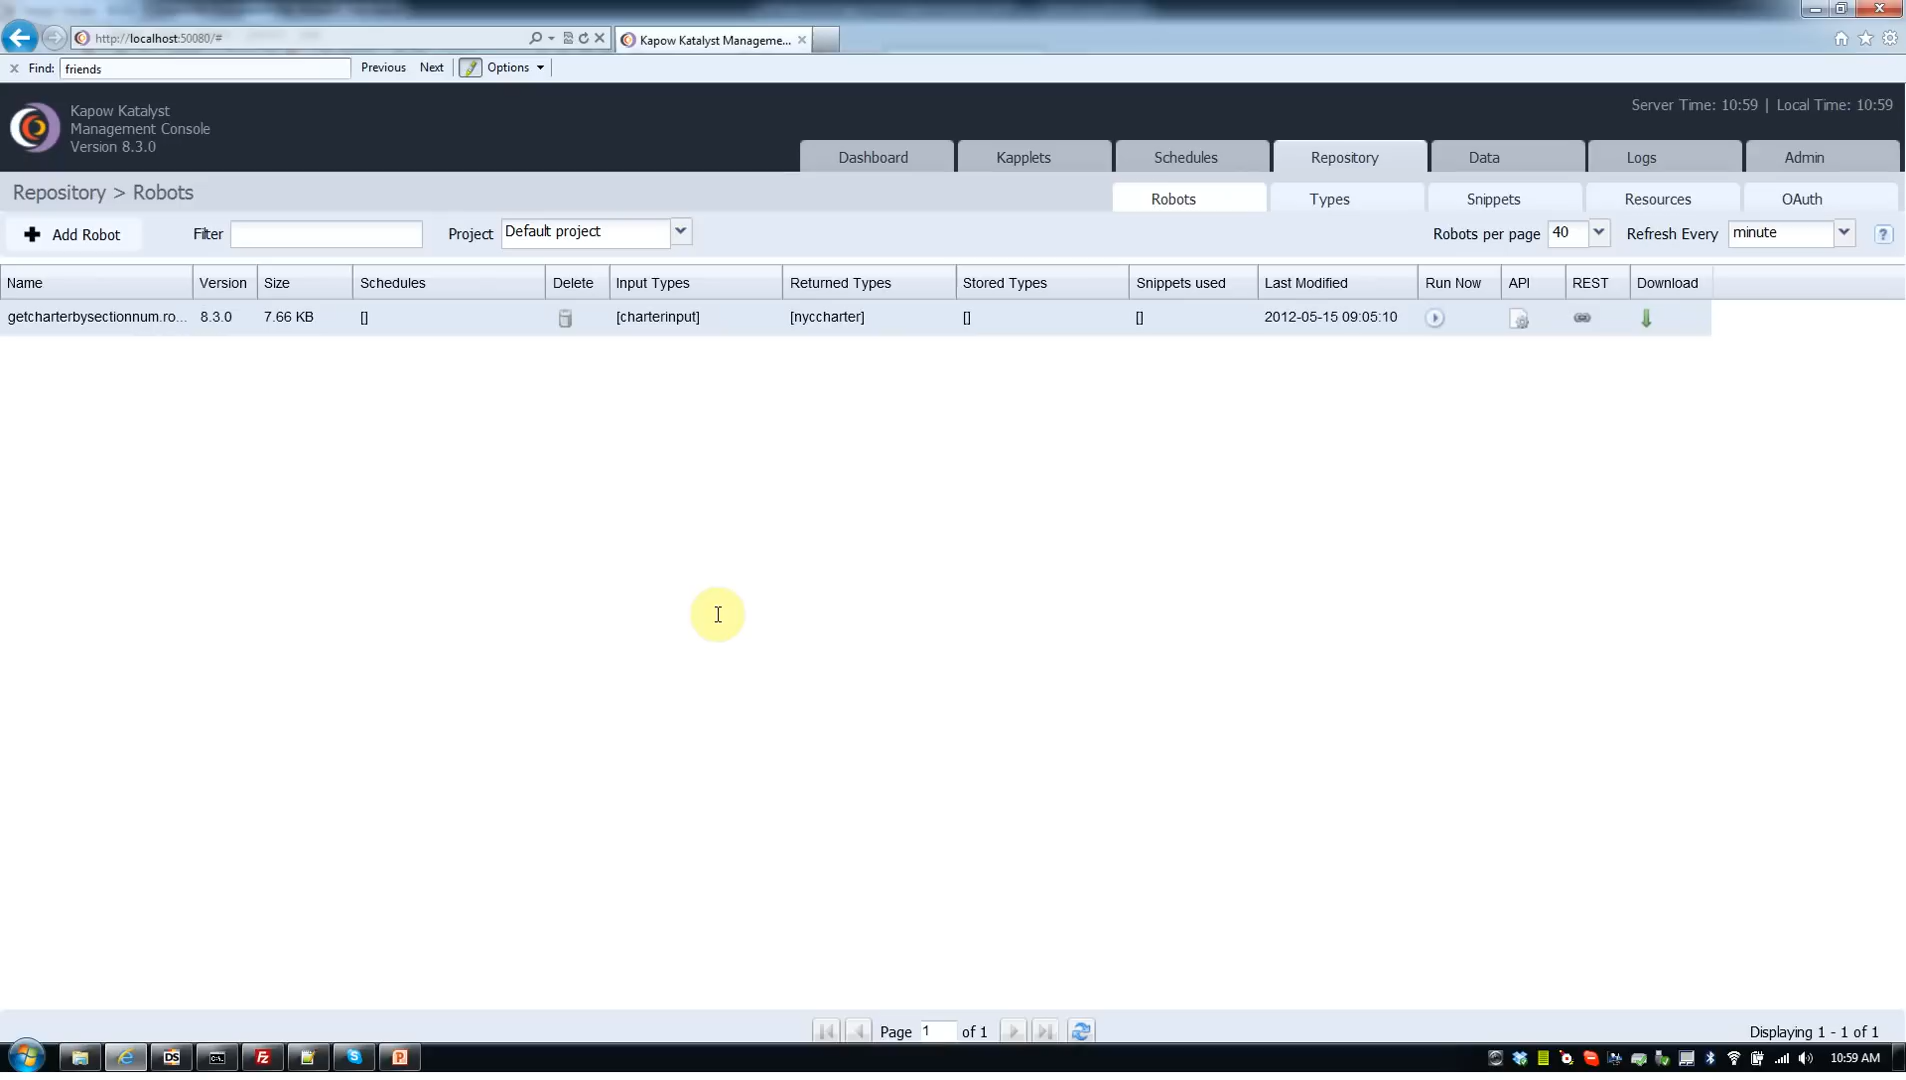 http://localhost:50080/#
Kapow Katalyst Manageme...
Find: friends Previous Next Options
Kapow Katalyst
Management Console
Version 8.3.0
Server Time: 10:59 | Local Time: 10:59
Dashboard Kapplets Schedules Repository Data Logs Admin
Repository > Robots
Robots Types Snippets Resources OAuth
Add Robot Filter Project Default project Robots per page 40 Refresh Every minute ?
Name Version Size Schedules Delete Input Types Returned Types Stored Types Snippets used Last Modified Run Now API REST Download
getcharterbysectionnum.ro... 8.3.0 7.66 KB [] [charterinput] [nyccharter] [] [] 2012-05-15 09:05:10
Page 1 of 1
Displaying 1 - 1 of 1
10:59 AM